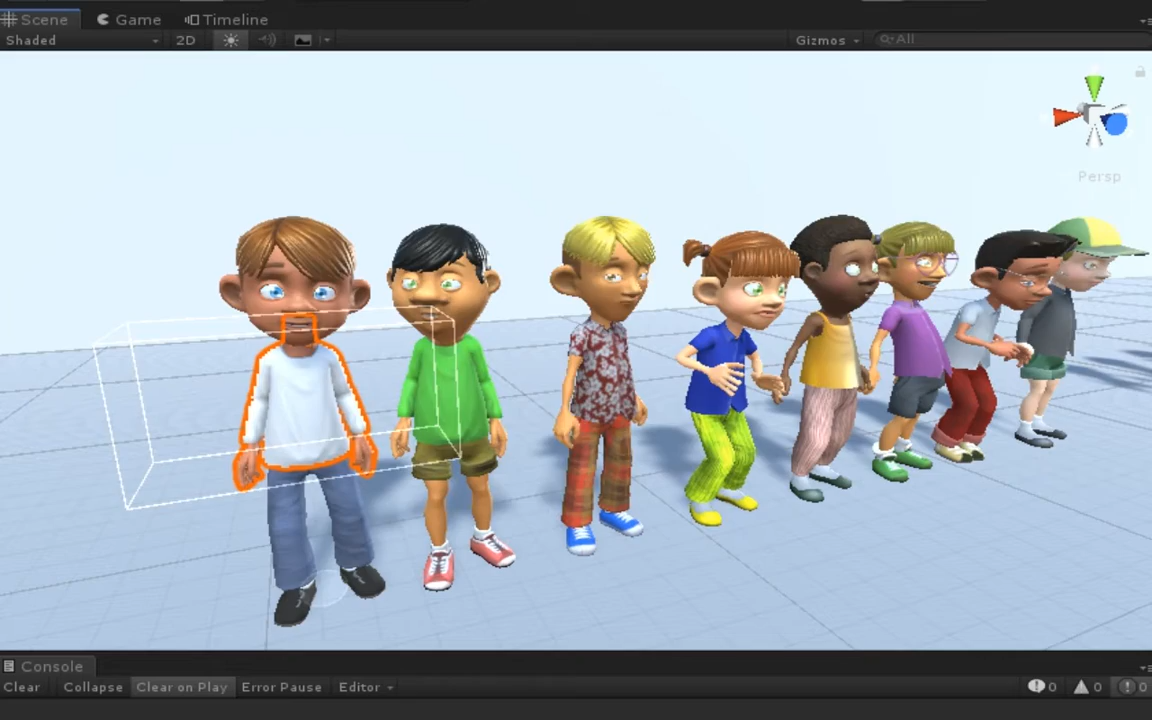 Scene Game Timeline
Shaded 2D Gizmos All
Persp
Console
Clear Collapse Clear on Play Error Pause Editor 0 0 0